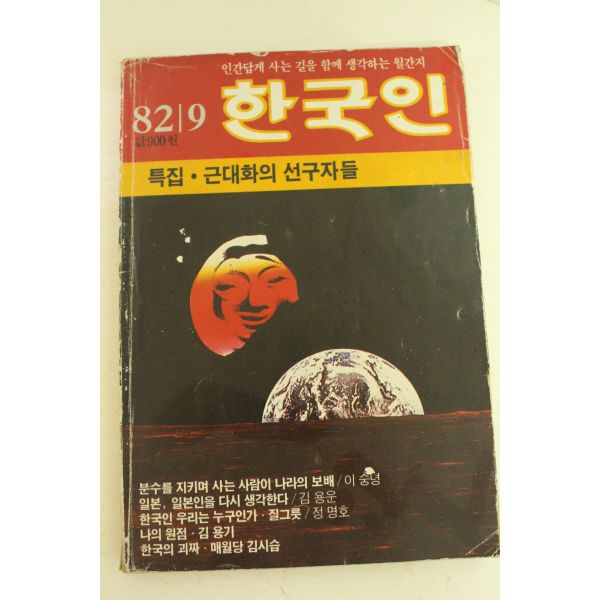 인간답게 사는 길을 함께 생각하는 월간지
82|9 한국인
값 900 원
특집 • 근대화의 선구자들
분수를 지키며 사는 사람이 나라의 보배 / 이 숭녕
일본, 일본인을 다시 생각한다 / 김 용운
한국인 우리는 누구인가 · 질그릇 / 정 명호
나의 원점 · 김 용기
한국의 괴짜 · 매월당 김시습